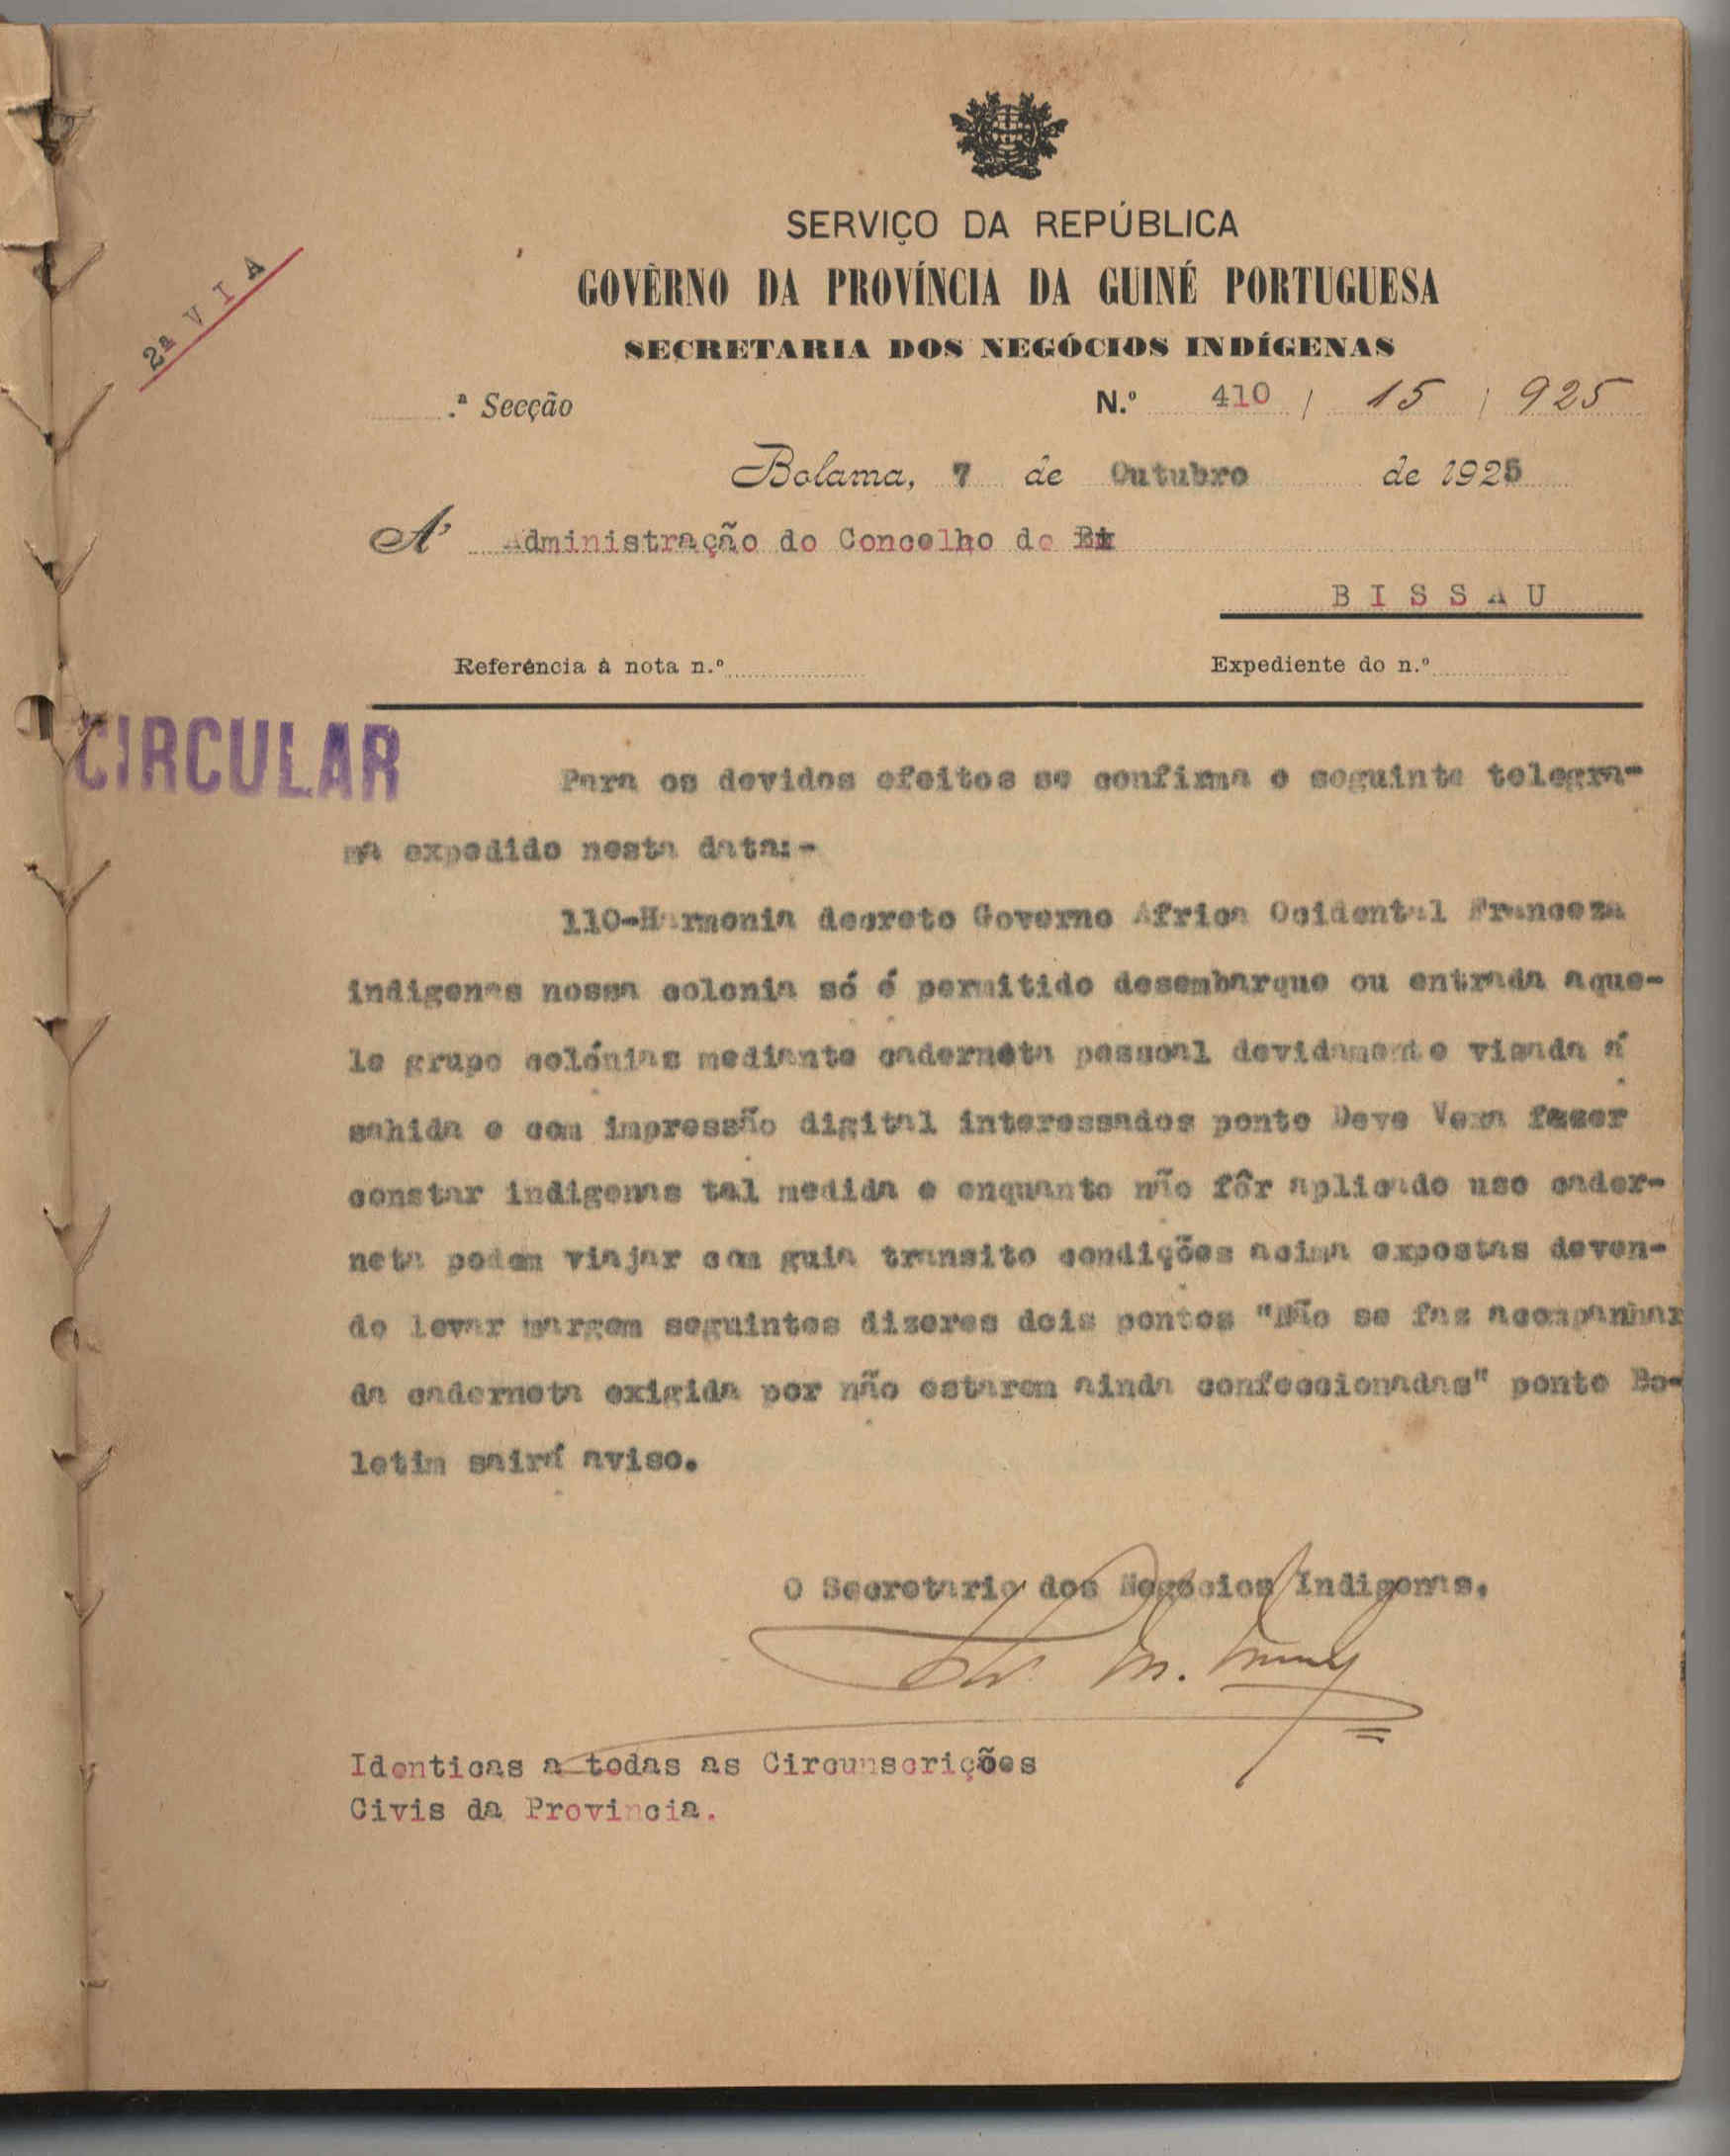 2ª VIA
SERVIÇO DA REPÚBLICA
GOVÊRNO DA PROVÍNCIA DA GUINÉ PORTUGUESA
SECRETARIA DOS NEGÓCIOS INDÍGENAS
.ª Secção
N.º 410 / 15 / 925
Bolama, 7 de Outubro de 1925
A' Administração do Concelho de
BISSAU
Referência à nota n.º
Expediente do n.º
CIRCULAR
Para os devidos efeitos se confirma o seguinte telegra-
ma expedido nesta data:-
110-Harmonia decreto Governo Africa Ocidental Franceza
indigenas nossa colonia só é permitido desembarque ou entrada aque-
le grupo colónias mediante caderneta pessoal devidamente visada á
sahida e com impressão digital interessados ponto Deve Vexa fazer
constar indigenas tal medida e enquanto não fôr aplicado uso cader-
neta podem viajar com guia transito condições acima expostas deven-
do levar margem seguintes dizeres dois pontos "Não se faz acompanhar
da caderneta exigida por não estarem ainda confeccionadas" ponto Bo-
letim sairá aviso.
O Secretario dos Negocios Indigenas.
Identicas a todas as Circunscrições
Civis da Provincia.